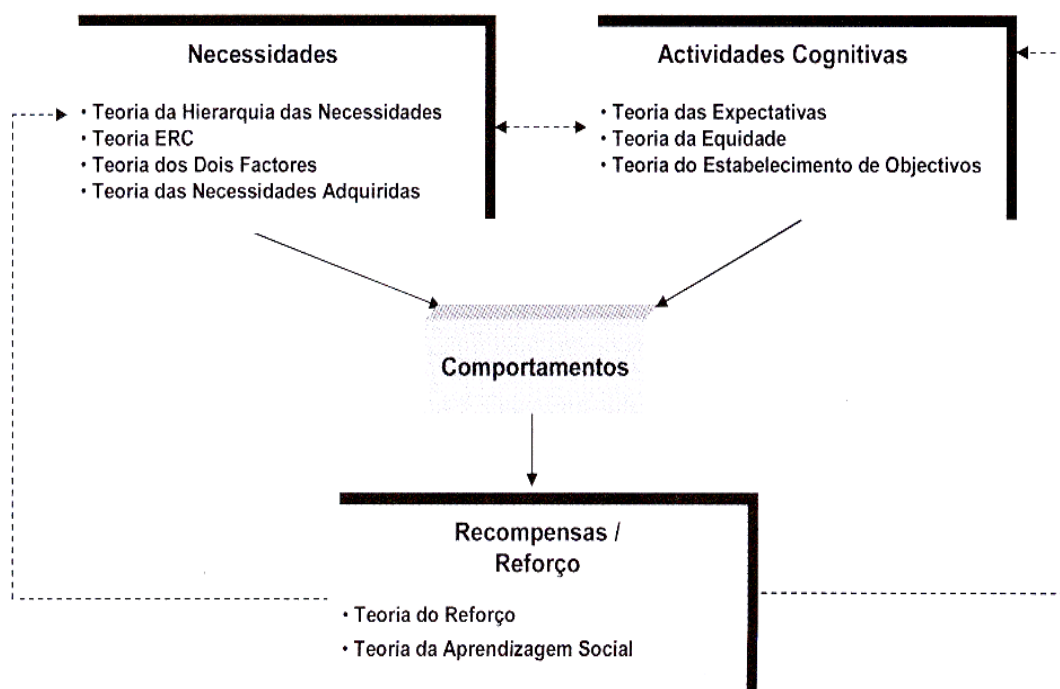 Necessidades
• Teoria da Hierarquia das Necessidades
• Teoria ERC
• Teoria dos Dois Factores
• Teoria das Necessidades Adquiridas
Actividades Cognitivas
• Teoria das Expectativas
• Teoria da Equidade
• Teoria do Estabelecimento de Objectivos
Comportamentos
Recompensas /
Reforço
• Teoria do Reforço
• Teoria da Aprendizagem Social